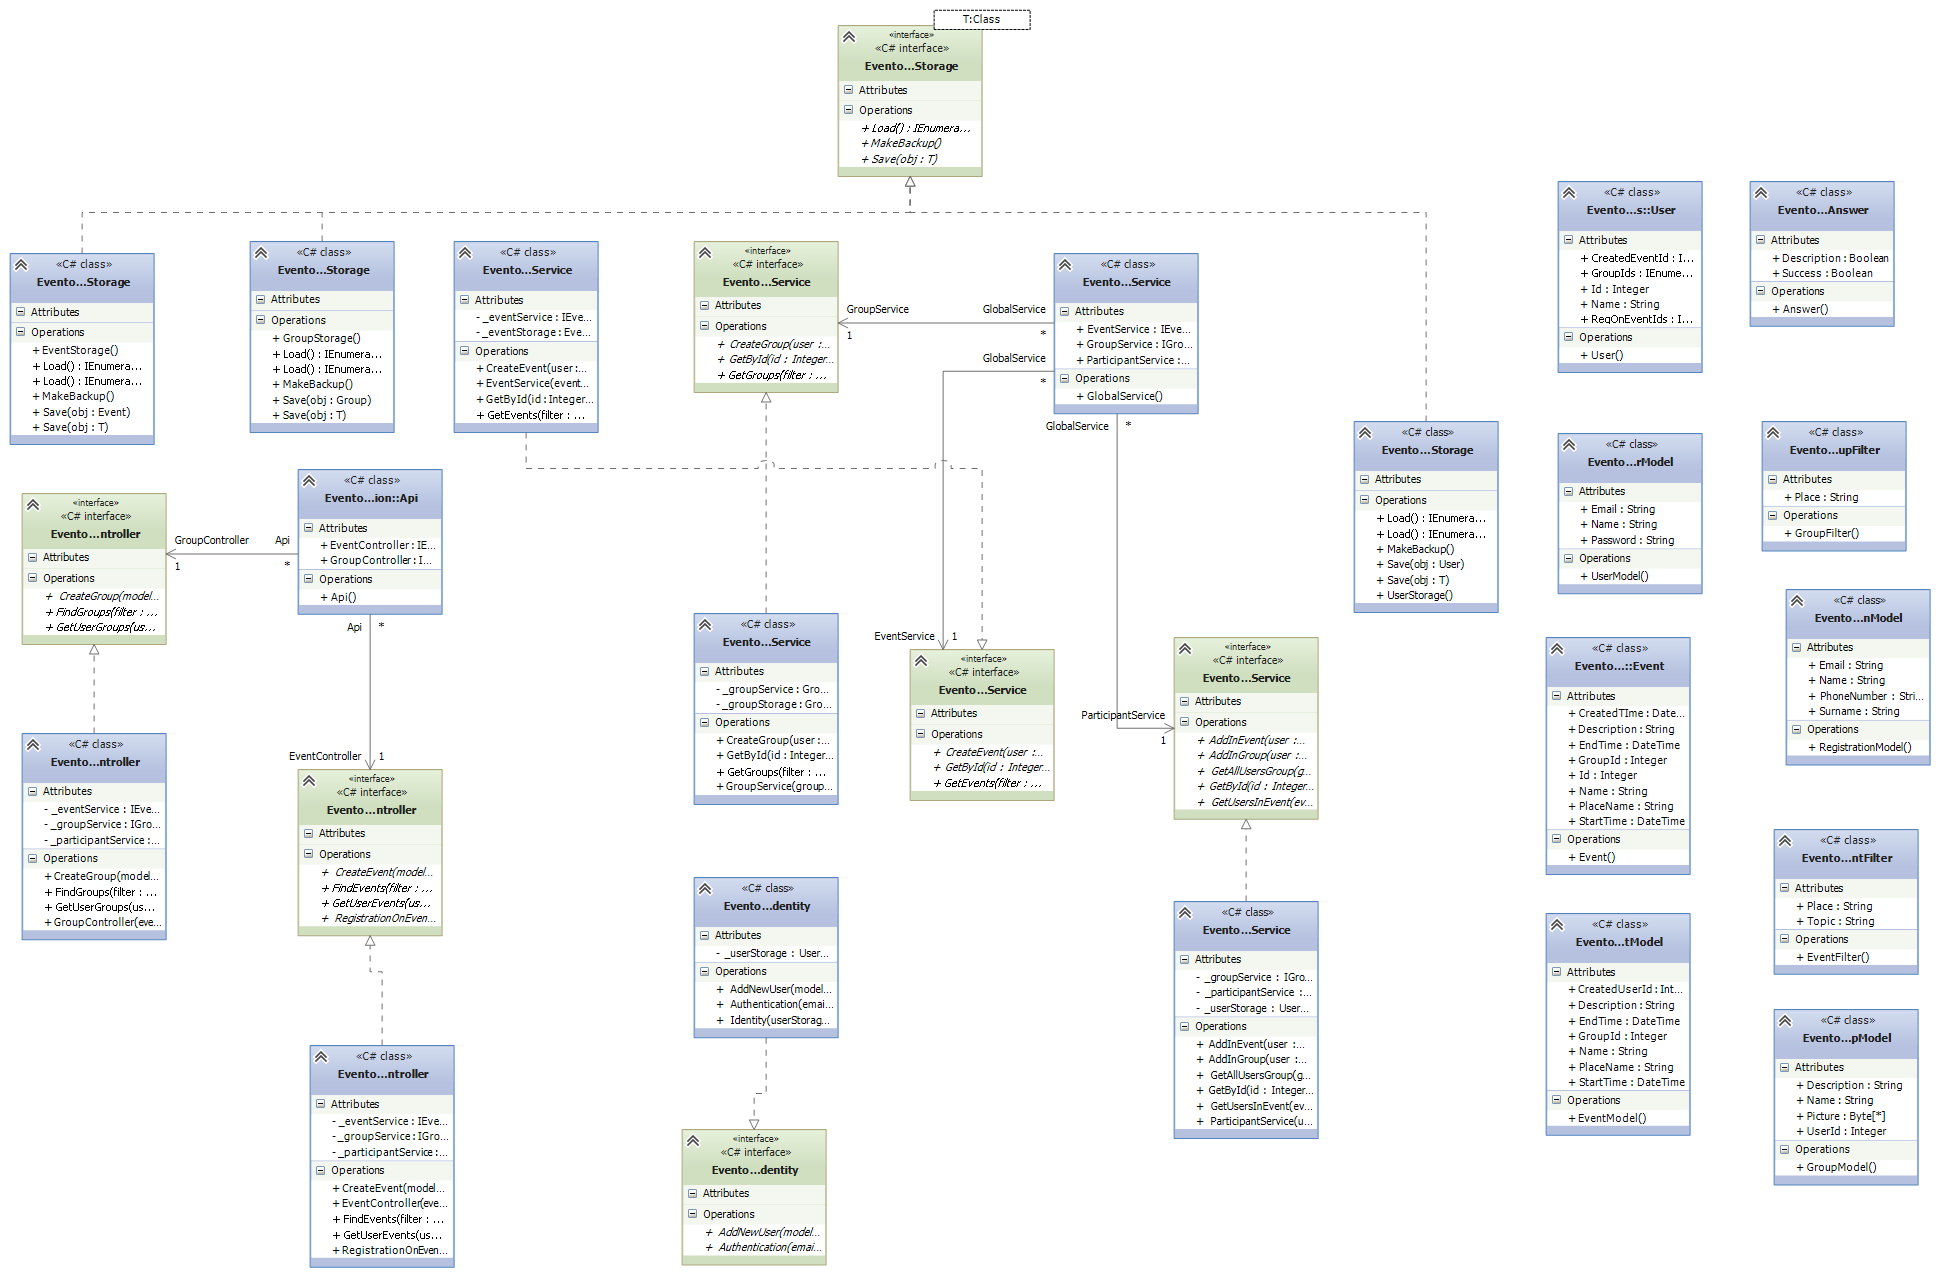 T:Class
«interface»
«C# interface»
Evento...Storage
Attributes
Operations
+ Load() : IEnumera...
+ MakeBackup()
+ Save(obj : T)
«C# class»
Evento...Storage
Attributes
Operations
+ EventStorage()
+ Load() : IEnumera...
+ Load() : IEnumera...
+ MakeBackup()
+ Save(obj : Event)
+ Save(obj : T)
«C# class»
Evento...Storage
Attributes
Operations
+ GroupStorage()
+ Load() : IEnumera...
+ Load() : IEnumera...
+ MakeBackup()
+ Save(obj : Group)
+ Save(obj : T)
«C# class»
Evento...Service
Attributes
- _eventService : IEve...
- _eventStorage : Eve...
Operations
+ CreateEvent(user :...
+ EventService(event...
+ GetById(id : Integer...
+ GetEvents(filter : ...
«interface»
«C# interface»
Evento...Service
Attributes
Operations
+ CreateGroup(user :...
+ GetById(id : Integer...
+ GetGroups(filter : ...
GroupService
1
GlobalService
*
GlobalService
*
GlobalService
*
«C# class»
Evento...Service
Attributes
+ EventService : IEve...
+ GroupService : IGro...
+ ParticipantService :...
Operations
+ GlobalService()
«C# class»
Evento...s::User
Attributes
+ CreatedEventId : I...
+ GroupIds : IEnume...
+ Id : Integer
+ Name : String
+ RegOnEventIds : I...
Operations
+ User()
«C# class»
Evento...Answer
Attributes
+ Description : Boolean
+ Success : Boolean
Operations
+ Answer()
«C# class»
Evento...Storage
Attributes
Operations
+ Load() : IEnumera...
+ Load() : IEnumera...
+ MakeBackup()
+ Save(obj : User)
+ Save(obj : T)
+ UserStorage()
«C# class»
Evento...rModel
Attributes
+ Email : String
+ Name : String
+ Password : String
Operations
+ UserModel()
«C# class»
Evento...upFilter
Attributes
+ Place : String
Operations
+ GroupFilter()
«interface»
«C# interface»
Evento...ntroller
Attributes
Operations
+ CreateGroup(model...
+ FindGroups(filter : ...
+ GetUserGroups(us...
GroupController
1
Api
*
«C# class»
Evento...ion::Api
Attributes
+ EventController : IE...
+ GroupController : I...
Operations
+ Api()
Api
*
EventController
1
«C# class»
Evento...ntroller
Attributes
- _eventService : IEve...
- _groupService : IGro...
- _participantService :...
Operations
+ CreateGroup(model...
+ FindGroups(filter : ...
+ GetUserGroups(us...
+ GroupController(eve...
«interface»
«C# interface»
Evento...ntroller
Attributes
Operations
+ CreateEvent(model...
+ FindEvents(filter : ...
+ GetUserEvents(us...
+ RegistrationOnEven...
«C# class»
Evento...ntroller
Attributes
- _eventService : IEve...
- _groupService : IGro...
- _participantService :...
Operations
+ CreateEvent(model...
+ EventController(eve...
+ FindEvents(filter : ...
+ GetUserEvents(us...
+ RegistrationOnEven...
«C# class»
Evento...Service
Attributes
- _groupService : Gro...
- _groupStorage : Gro...
Operations
+ CreateGroup(user :...
+ GetById(id : Integer...
+ GetGroups(filter : ...
+ GroupService(group...
EventService
1
«interface»
«C# interface»
Evento...Service
Attributes
Operations
+ CreateEvent(user :...
+ GetById(id : Integer...
+ GetEvents(filter : ...
ParticipantService
1
«interface»
«C# interface»
Evento...Service
Attributes
Operations
+ AddInEvent(user :...
+ AddInGroup(user :...
+ GetAllUsersGroup(g...
+ GetById(id : Integer...
+ GetUsersInEvent(ev...
«C# class»
Evento...dentity
Attributes
- _userStorage : User...
Operations
+ AddNewUser(model...
+ Authentication(emai...
+ Identity(userStorag...
«interface»
«C# interface»
Evento...dentity
Attributes
Operations
+ AddNewUser(model...
+ Authentication(emai...
«C# class»
Evento...Service
Attributes
- _groupService : IGro...
- _participantService :...
- _userStorage : User...
Operations
+ AddInEvent(user :...
+ AddInGroup(user :...
+ GetAllUsersGroup(g...
+ GetById(id : Integer...
+ GetUsersInEvent(ev...
+ ParticipantService(u...
«C# class»
Evento...::Event
Attributes
+ CreatedTIme : Date...
+ Description : String
+ EndTime : DateTime
+ GroupId : Integer
+ Id : Integer
+ Name : String
+ PlaceName : String
+ StartTime : DateTime
Operations
+ Event()
«C# class»
Evento...nModel
Attributes
+ Email : String
+ Name : String
+ PhoneNumber : Stri...
+ Surname : String
Operations
+ RegistrationModel()
«C# class»
Evento...ntFilter
Attributes
+ Place : String
+ Topic : String
Operations
+ EventFilter()
«C# class»
Evento...tModel
Attributes
+ CreatedUserId : Int...
+ Description : String
+ EndTime : DateTime
+ GroupId : Integer
+ Name : String
+ PlaceName : String
+ StartTime : DateTime
Operations
+ EventModel()
«C# class»
Evento...pModel
Attributes
+ Description : String
+ Name : String
+ Picture : Byte[*]
+ UserId : Integer
Operations
+ GroupModel()